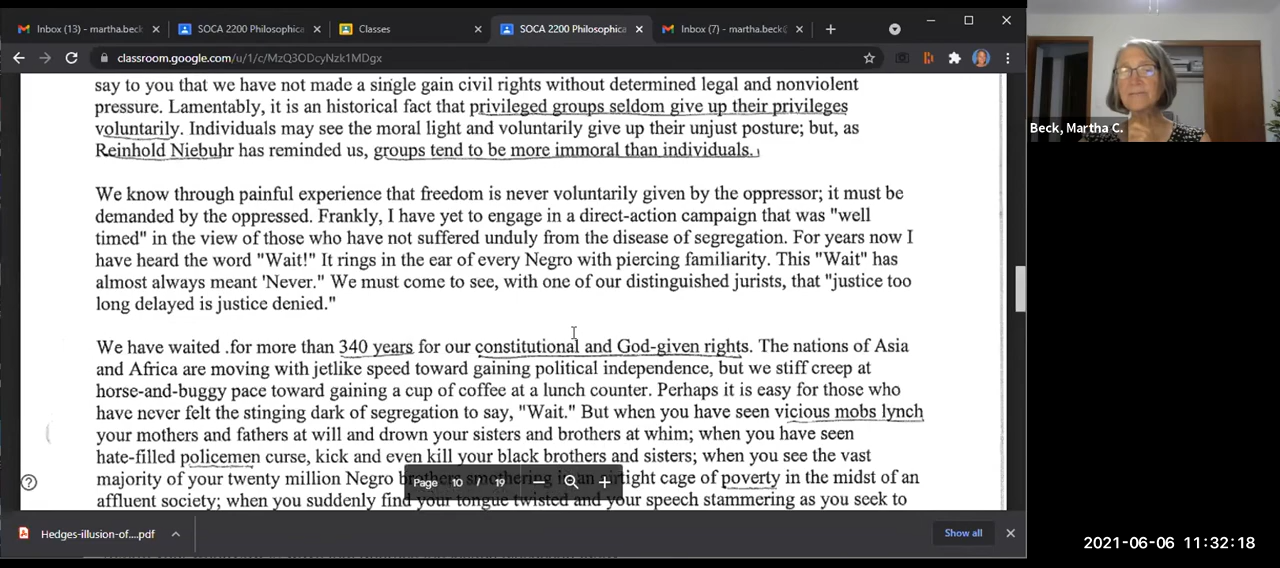 Inbox (13) - martha.beck
SOCA 2200 Philosophica
Classes
SOCA 2200 Philosophica
Inbox (7) - martha.beck@
classroom.google.com/u/1/c/MzQ3ODcyNzk1MDgx
say to you that we have not made a single gain civil rights without determined legal and nonviolent
pressure. Lamentably, it is an historical fact that privileged groups seldom give up their privileges
voluntarily. Individuals may see the moral light and voluntarily give up their unjust posture; but, as
Reinhold Niebuhr has reminded us, groups tend to be more immoral than individuals.
We know through painful experience that freedom is never voluntarily given by the oppressor; it must be
demanded by the oppressed. Frankly, I have yet to engage in a direct-action campaign that was "well
timed" in the view of those who have not suffered unduly from the disease of segregation. For years now I
have heard the word "Wait!" It rings in the ear of every Negro with piercing familiarity. This "Wait" has
almost always meant 'Never." We must come to see, with one of our distinguished jurists, that "justice too
long delayed is justice denied."
We have waited .for more than 340 years for our constitutional and God-given rights. The nations of Asia
and Africa are moving with jetlike speed toward gaining political independence, but we stiff creep at
horse-and-buggy pace toward gaining a cup of coffee at a lunch counter. Perhaps it is easy for those who
have never felt the stinging dark of segregation to say, "Wait." But when you have seen vicious mobs lynch
your mothers and fathers at will and drown your sisters and brothers at whim; when you have seen
hate-filled policemen curse, kick and even kill your black brothers and sisters; when you see the vast
majority of your twenty million Negro brothers smothering in an airtight cage of poverty in the midst of an
affluent society; when you suddenly find your tongue twisted and your speech stammering as you seek to
Page 10 / 19
Hedges-illusion-of....pdf
Show all
Beck, Martha C.
2021-06-06 11:32:18